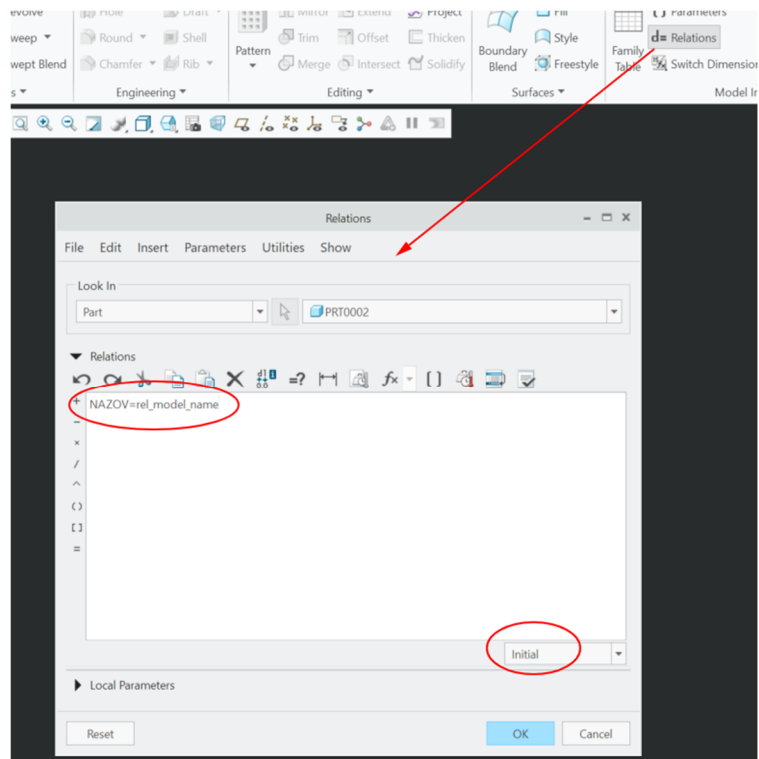 evolve Hole Draft Mirror Extend Project Fill Parameters
weep Round Shell Trim Offset Thicken Style d= Relations
Pattern Boundary Blend Family Table
wept Blend Chamfer Rib Merge Intersect Solidify Freestyle Switch Dimension
s Engineering Editing Surfaces Model In
Relations
File Edit Insert Parameters Utilities Show
Look In
Part PRT0002
Relations
NAZOV=rel_model_name
Initial
Local Parameters
Reset OK Cancel